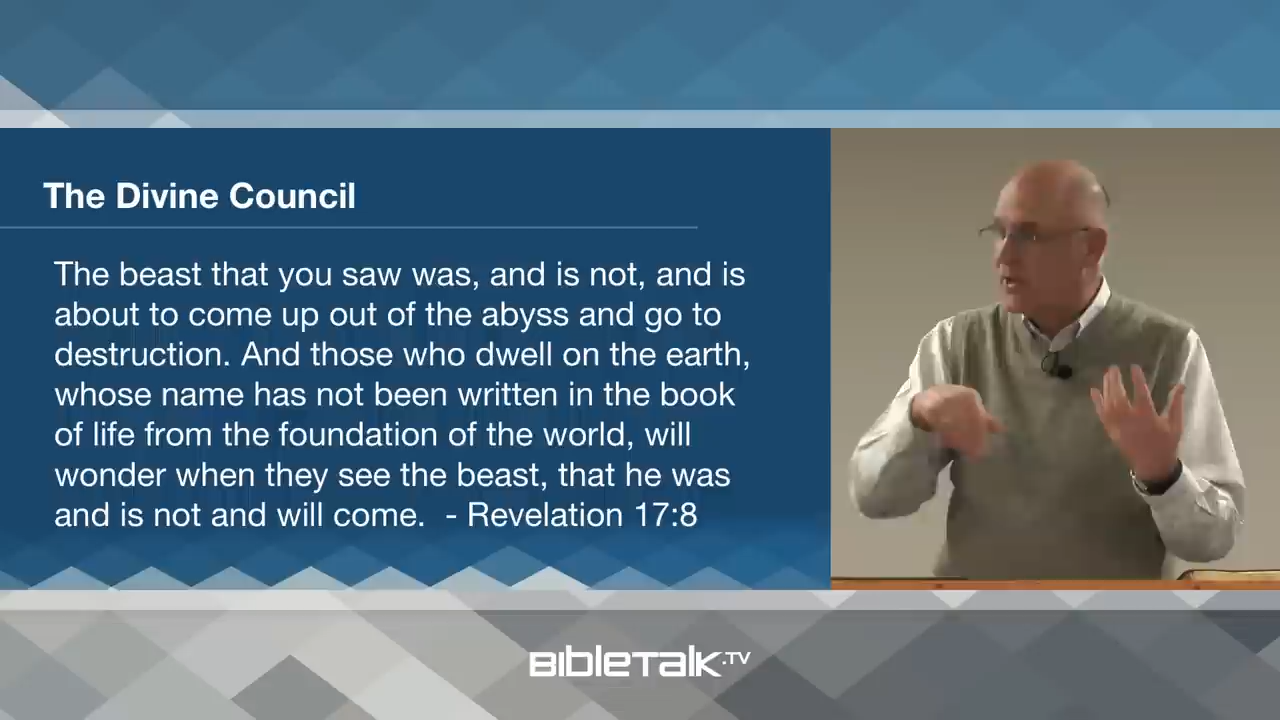 The Divine Council
The beast that you saw was, and is not, and is
about to come up out of the abyss and go to
destruction. And those who dwell on the earth,
whose name has not been written in the book
of life from the foundation of the world, will
wonder when they see the beast, that he was
and is not and will come.  - Revelation 17:8
BIBLETALK.TV